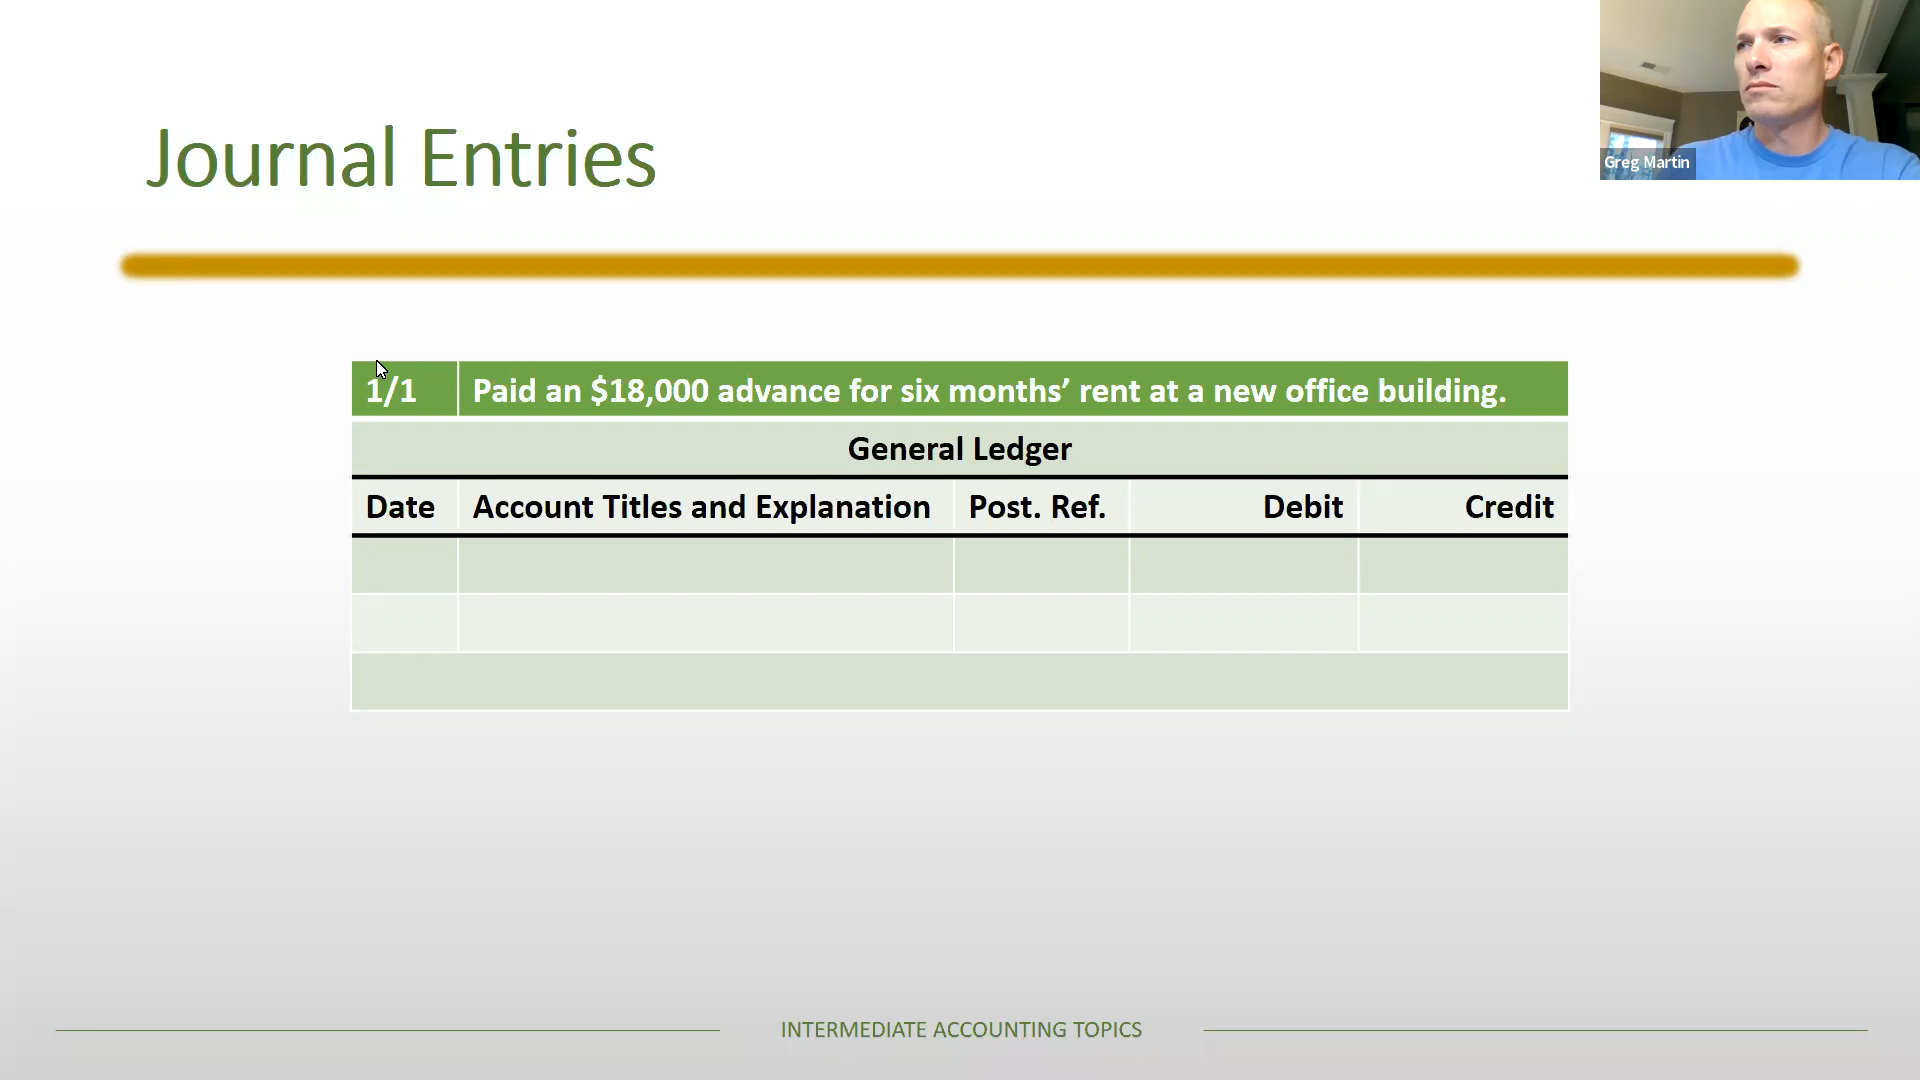 Greg Martin
Journal Entries
1/1 Paid an $18,000 advance for six months’ rent at a new office building.
General Ledger
Date Account Titles and Explanation Post. Ref. Debit Credit
INTERMEDIATE ACCOUNTING TOPICS